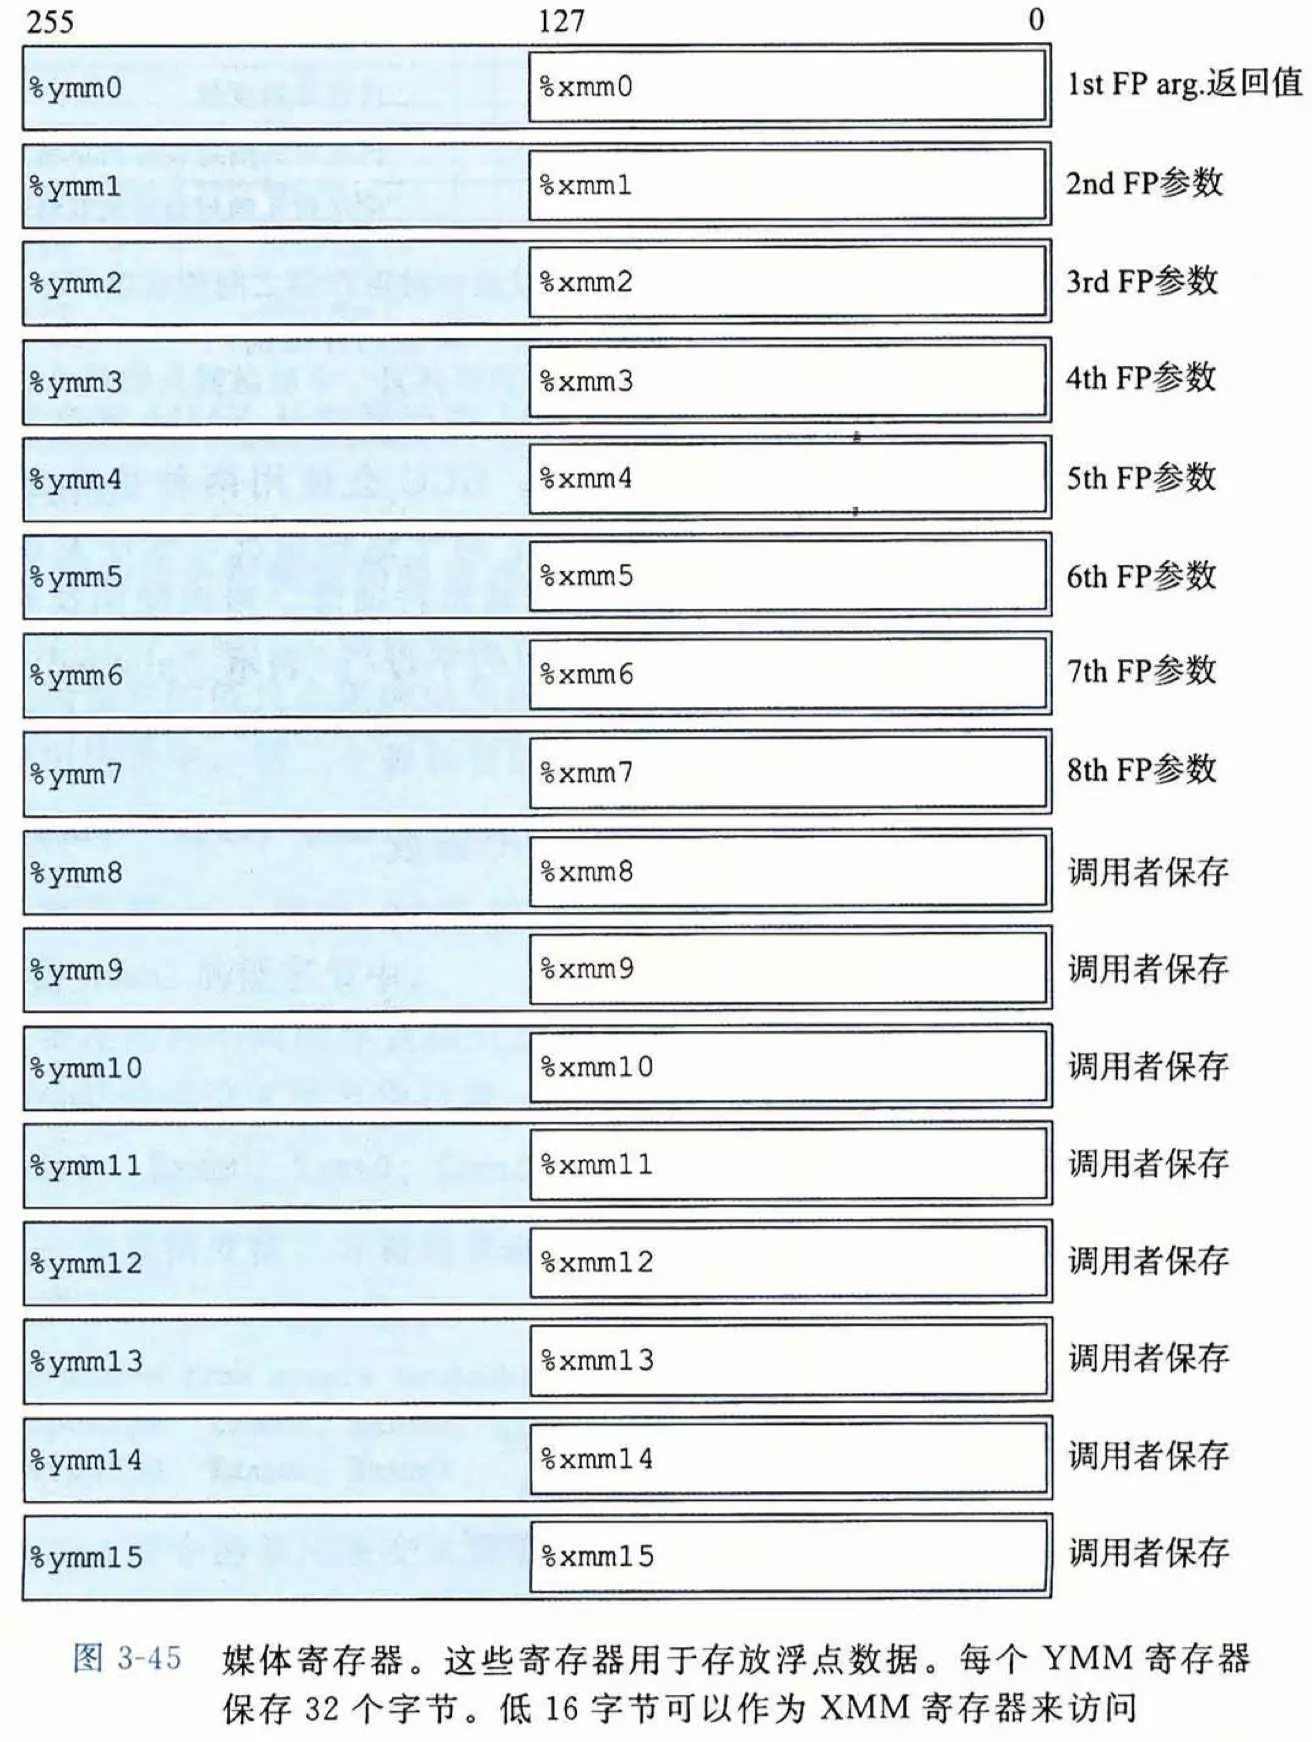 255 127 0
%ymm0 %xmm0 1st FP arg.返回值
%ymm1 %xmm1 2nd FP参数
%ymm2 %xmm2 3rd FP参数
%ymm3 %xmm3 4th FP参数
%ymm4 %xmm4 5th FP参数
%ymm5 %xmm5 6th FP参数
%ymm6 %xmm6 7th FP参数
%ymm7 %xmm7 8th FP参数
%ymm8 %xmm8 调用者保存
%ymm9 %xmm9 调用者保存
%ymm10 %xmm10 调用者保存
%ymm11 %xmm11 调用者保存
%ymm12 %xmm12 调用者保存
%ymm13 %xmm13 调用者保存
%ymm14 %xmm14 调用者保存
%ymm15 %xmm15 调用者保存
图 3-45 媒体寄存器。这些寄存器用于存放浮点数据。每个 YMM 寄存器
保存 32 个字节。低 16 字节可以作为 XMM 寄存器来访问